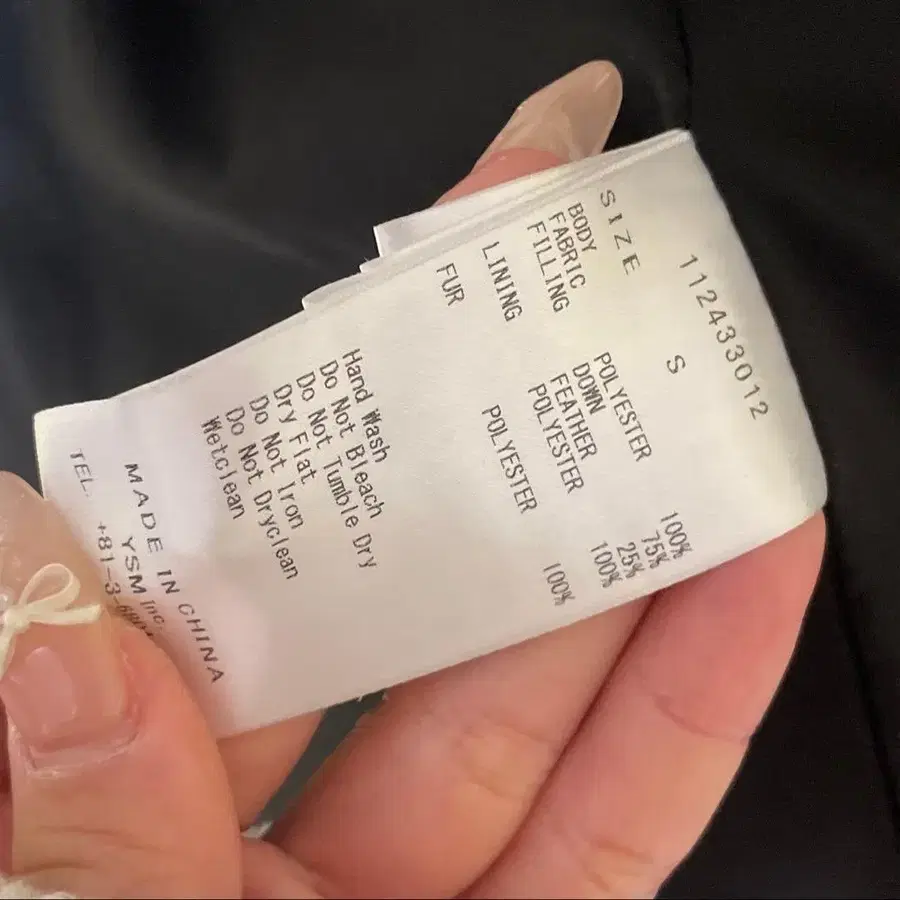 112433012
SIZE S
BODY
FABRIC POLYESTER 100%
FILLING DOWN 75%
FEATHER 25%
LINING POLYESTER 100%
FUR POLYESTER 100%
Hand Wash
Do Not Bleach
Do Not Tumble Dry
Dry Flat
Do Not Iron
Do Not Dryclean
Wetclean
MADE IN CHINA
YSM Inc.
TEL. +81-3-